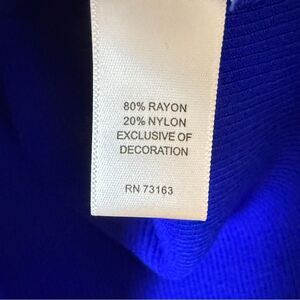 80% RAYON
20% NYLON
EXCLUSIVE OF
DECORATION
RN 73163